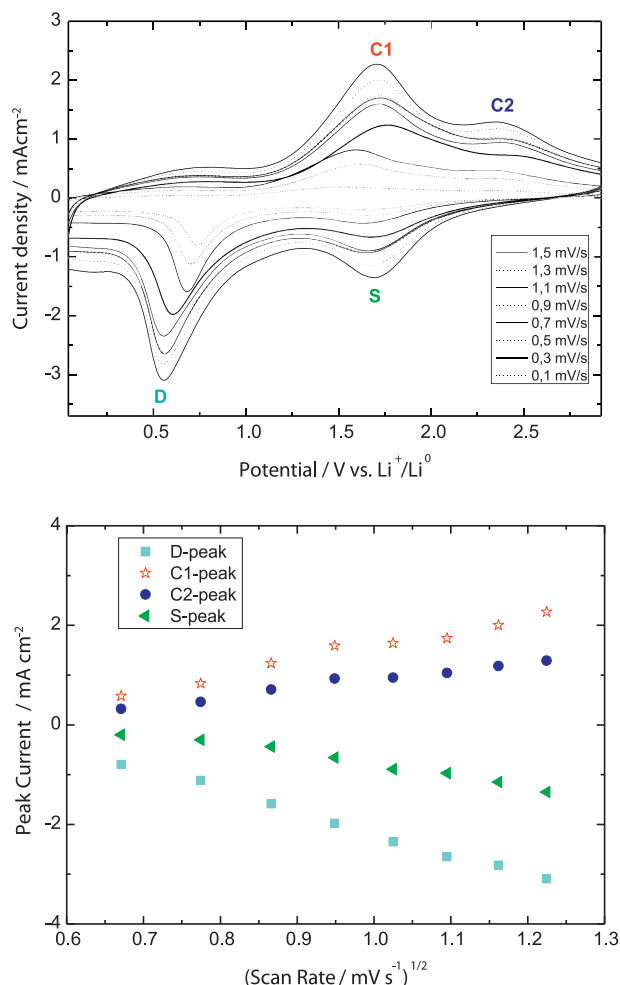 3
2
1
0
-1
-2
-3
Current density / mAcm⁻²
C1
C2
D
S
1,5 mV/s
1,3 mV/s
1,1 mV/s
0,9 mV/s
0,7 mV/s
0,5 mV/s
0,3 mV/s
0,1 mV/s
0.5 1.0 1.5 2.0 2.5
Potential / V vs. Li⁺/Li⁰
4
2
0
-2
-4
Peak Current / mA cm⁻²
D-peak
C1-peak
C2-peak
S-peak
0.6 0.7 0.8 0.9 1.0 1.1 1.2 1.3
(Scan Rate / mV s⁻¹)¹/²